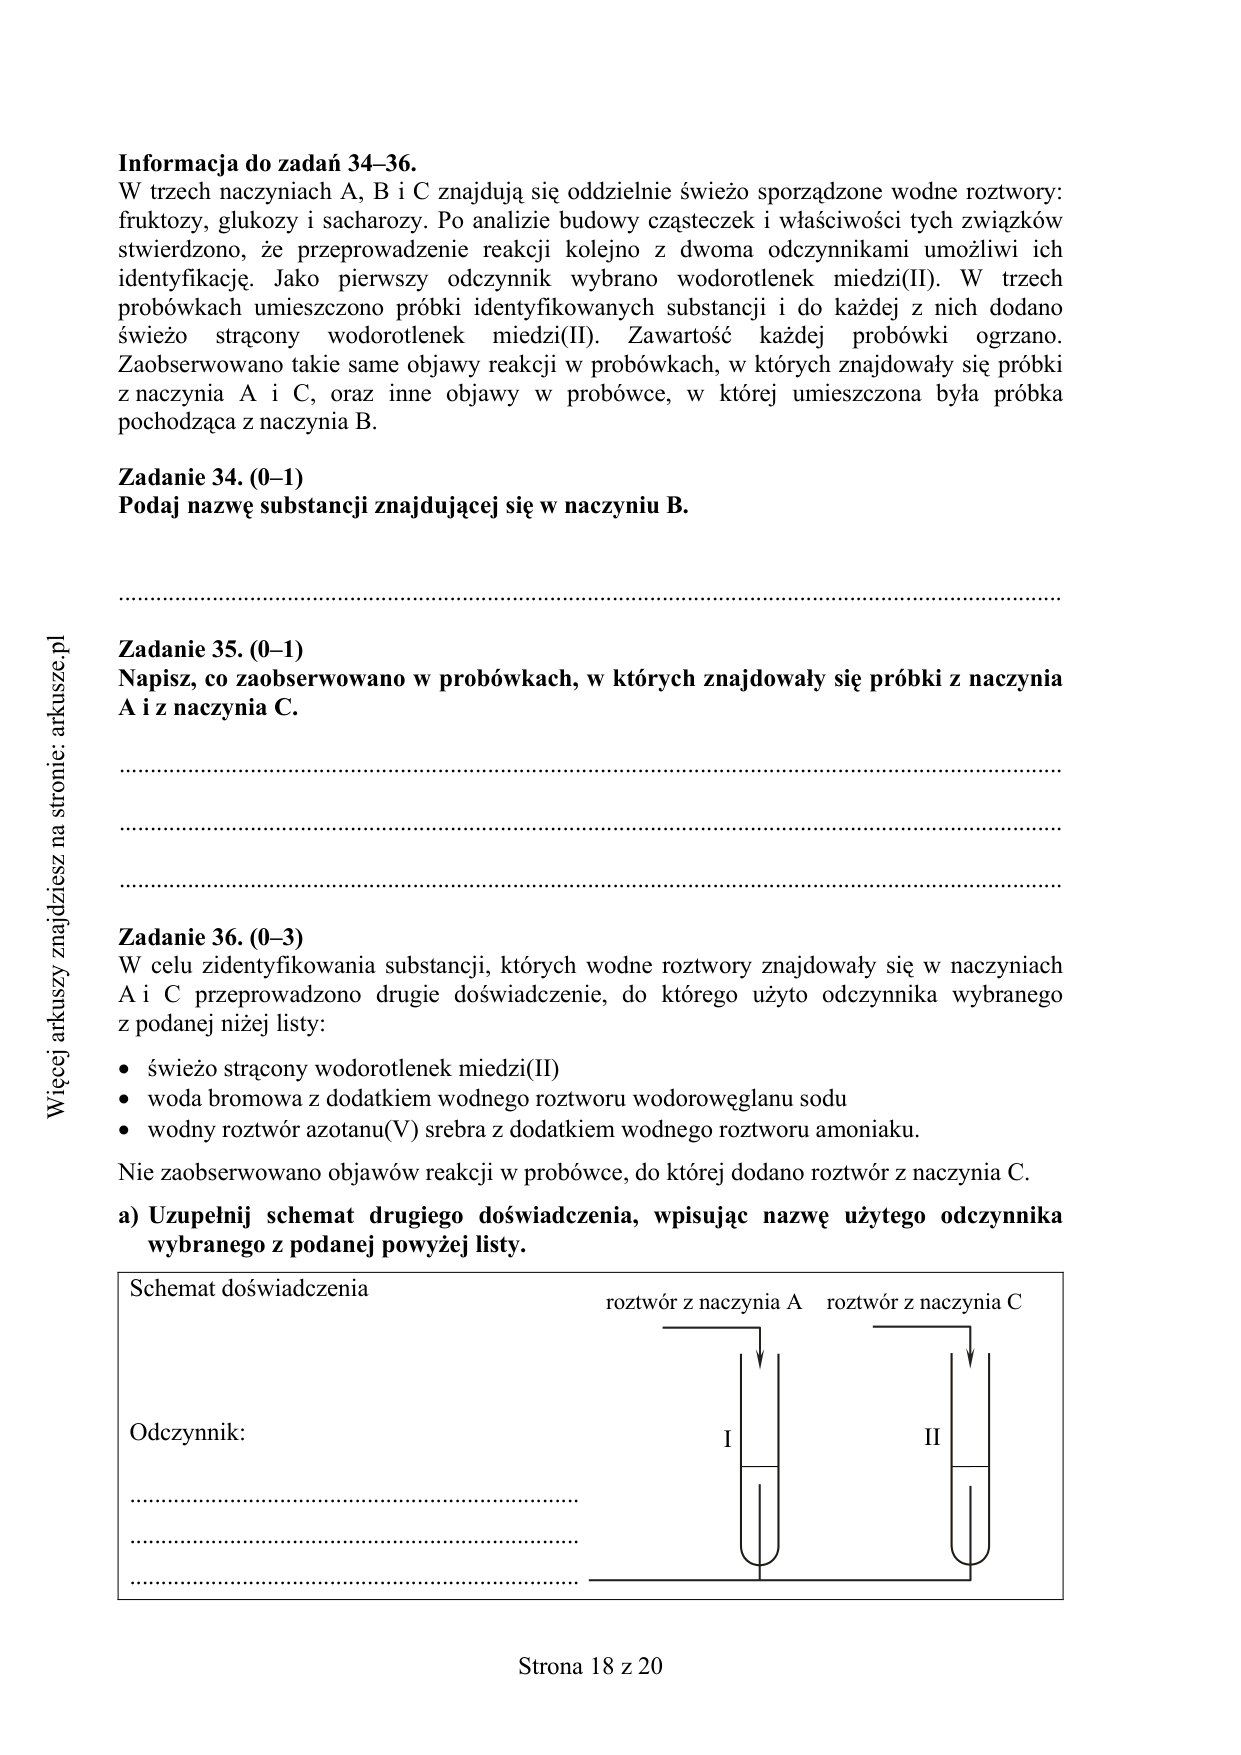 Informacja do zadań 34–36.
W trzech naczyniach A, B i C znajdują się oddzielnie świeżo sporządzone wodne roztwory:
fruktozy, glukozy i sacharozy. Po analizie budowy cząsteczek i właściwości tych związków
stwierdzono, że przeprowadzenie reakcji kolejno z dwoma odczynnikami umożliwi ich
identyfikację. Jako pierwszy odczynnik wybrano wodorotlenek miedzi(II). W trzech
probówkach umieszczono próbki identyfikowanych substancji i do każdej z nich dodano
świeżo strącony wodorotlenek miedzi(II). Zawartość każdej probówki ogrzano.
Zaobserwowano takie same objawy reakcji w probówkach, w których znajdowały się próbki
z naczynia A i C, oraz inne objawy w probówce, w której umieszczona była próbka
pochodząca z naczynia B.
Zadanie 34. (0–1)
Podaj nazwę substancji znajdującej się w naczyniu B.
Zadanie 35. (0–1)
Napisz, co zaobserwowano w probówkach, w których znajdowały się próbki z naczynia
A i z naczynia C.
Zadanie 36. (0–3)
W celu zidentyfikowania substancji, których wodne roztwory znajdowały się w naczyniach
A i C przeprowadzono drugie doświadczenie, do którego użyto odczynnika wybranego
z podanej niżej listy:
• świeżo strącony wodorotlenek miedzi(II)
• woda bromowa z dodatkiem wodnego roztworu wodorowęglanu sodu
• wodny roztwór azotanu(V) srebra z dodatkiem wodnego roztworu amoniaku.
Nie zaobserwowano objawów reakcji w probówce, do której dodano roztwór z naczynia C.
a) Uzupełnij schemat drugiego doświadczenia, wpisując nazwę użytego odczynnika
wybranego z podanej powyżej listy.
Schemat doświadczenia
roztwór z naczynia A roztwór z naczynia C
Odczynnik:
I
II
Strona 18 z 20
Więcej arkuszy znajdziesz na stronie: arkusze.pl